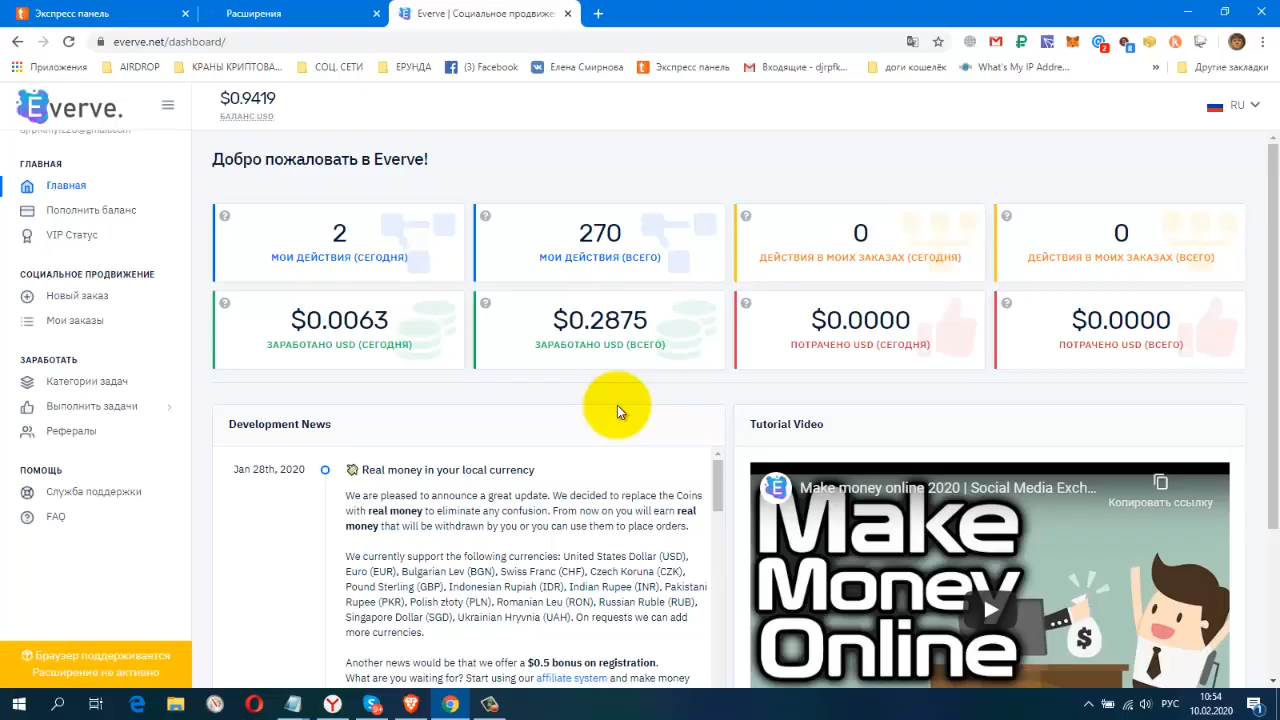 Экспресс панель
Расширения
Everve | Социальное продвиже
everve.net/dashboard/
Приложения
AIRDROP
КРАНЫ КРИПТОВА...
СОЦ. СЕТИ
ЕРУНДА
(3) Facebook
Елена Смирнова
Экспресс панель
Входящие - djrpfk...
доги кошелёк
What's My IP Addre...
»
Другие закладки
Everve.
$0.9419
БАЛАНС USD
RU
ГЛАВНАЯ
Главная
Пополнить баланс
VIP Статус
СОЦИАЛЬНОЕ ПРОДВИЖЕНИЕ
Новый заказ
Мои заказы
ЗАРАБОТАТЬ
Категории задач
Выполнить задачи
Рефералы
ПОМОЩЬ
Служба поддержки
FAQ
Браузер поддерживается
Расширение не активно
Добро пожаловать в Everve!
2
МОИ ДЕЙСТВИЯ (СЕГОДНЯ)
270
МОИ ДЕЙСТВИЯ (ВСЕГО)
0
ДЕЙСТВИЯ В МОИХ ЗАКАЗАХ (СЕГОДНЯ)
0
ДЕЙСТВИЯ В МОИХ ЗАКАЗАХ (ВСЕГО)
$0.0063
ЗАРАБОТАНО USD (СЕГОДНЯ)
$0.2875
ЗАРАБОТАНО USD (ВСЕГО)
$0.0000
ПОТРАЧЕНО USD (СЕГОДНЯ)
$0.0000
ПОТРАЧЕНО USD (ВСЕГО)
Development News
Jan 28th, 2020
Real money in your local currency
We are pleased to announce a great update. We decided to replace the Coins
with real money to eliminate any confusion. From now on you will earn real
money that will be withdrawn by you or you can use them to place orders.
We currently support the following currencies: United States Dollar (USD),
Euro (EUR), Bulgarian Lev (BGN), Swiss Franc (CHF), Czech Koruna (CZK),
Pound Sterling (GBP), Indonesian Rupiah (IDR), Indian Rupee (INR), Pakistani
Rupee (PKR), Polish złoty (PLN), Romanian Leu (RON), Russian Ruble (RUB),
Singapore Dollar (SGD), Ukrainian Hryvnia (UAH). On requests we can add
more currencies.
Another news would be that we offer a $0.5 bonus on registration.
What are you waiting for? Start using our affiliate system and make money
Tutorial Video
Make money online 2020 | Social Media Exch...
Копировать ссылку
Make
Money
Online
$
РУС
10:54
10.02.2020